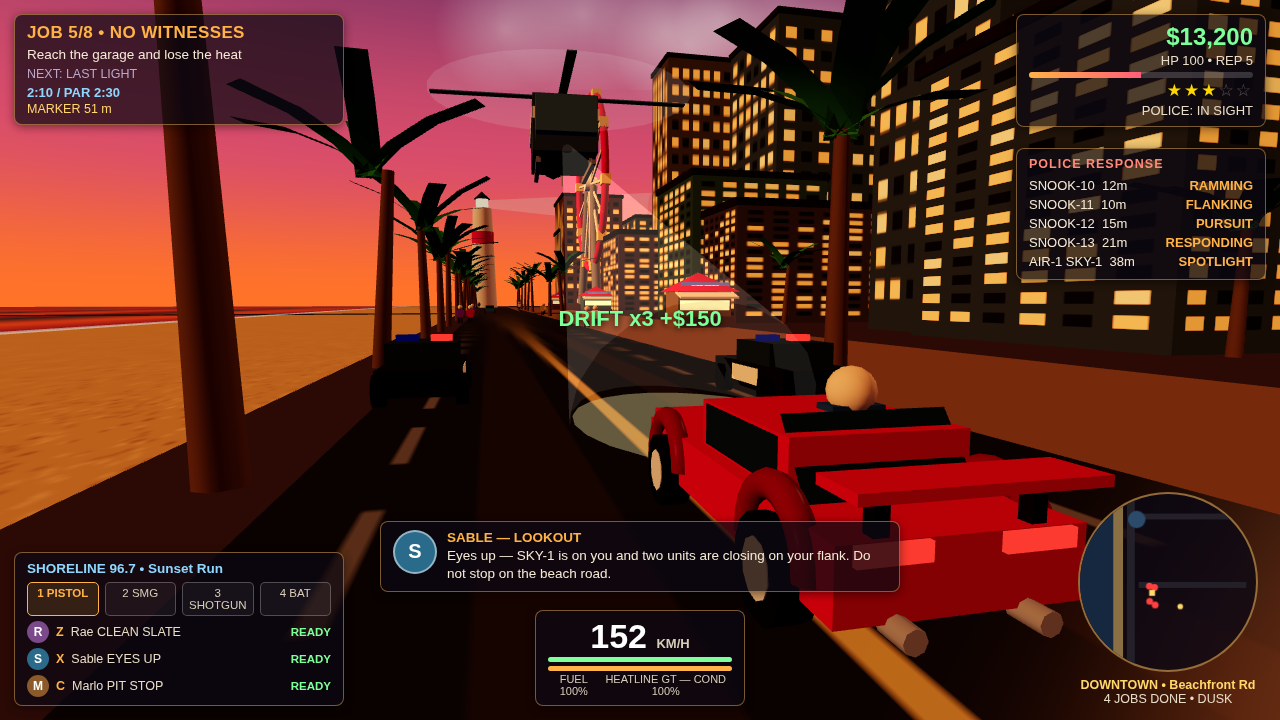 JOB 5/8 • NO WITNESSES
Reach the garage and lose the heat
NEXT: LAST LIGHT
2:10 / PAR 2:30
MARKER 51 m
$13,200
HP 100 • REP 5
★★★☆☆
POLICE: IN SIGHT
POLICE RESPONSE
SNOOK-10 12m RAMMING
SNOOK-11 10m FLANKING
SNOOK-12 15m PURSUIT
SNOOK-13 21m RESPONDING
AIR-1 SKY-1 38m SPOTLIGHT
DRIFT x3 +$150
S
SABLE — LOOKOUT
Eyes up — SKY-1 is on you and two units are closing on your flank. Do
not stop on the beach road.
SHORELINE 96.7 • Sunset Run
1 PISTOL
2 SMG
3
SHOTGUN
4 BAT
R Z Rae CLEAN SLATE READY
S X Sable EYES UP READY
M C Marlo PIT STOP READY
152 KM/H
FUEL
100%
HEATLINE GT — COND
100%
DOWNTOWN • Beachfront Rd
4 JOBS DONE • DUSK